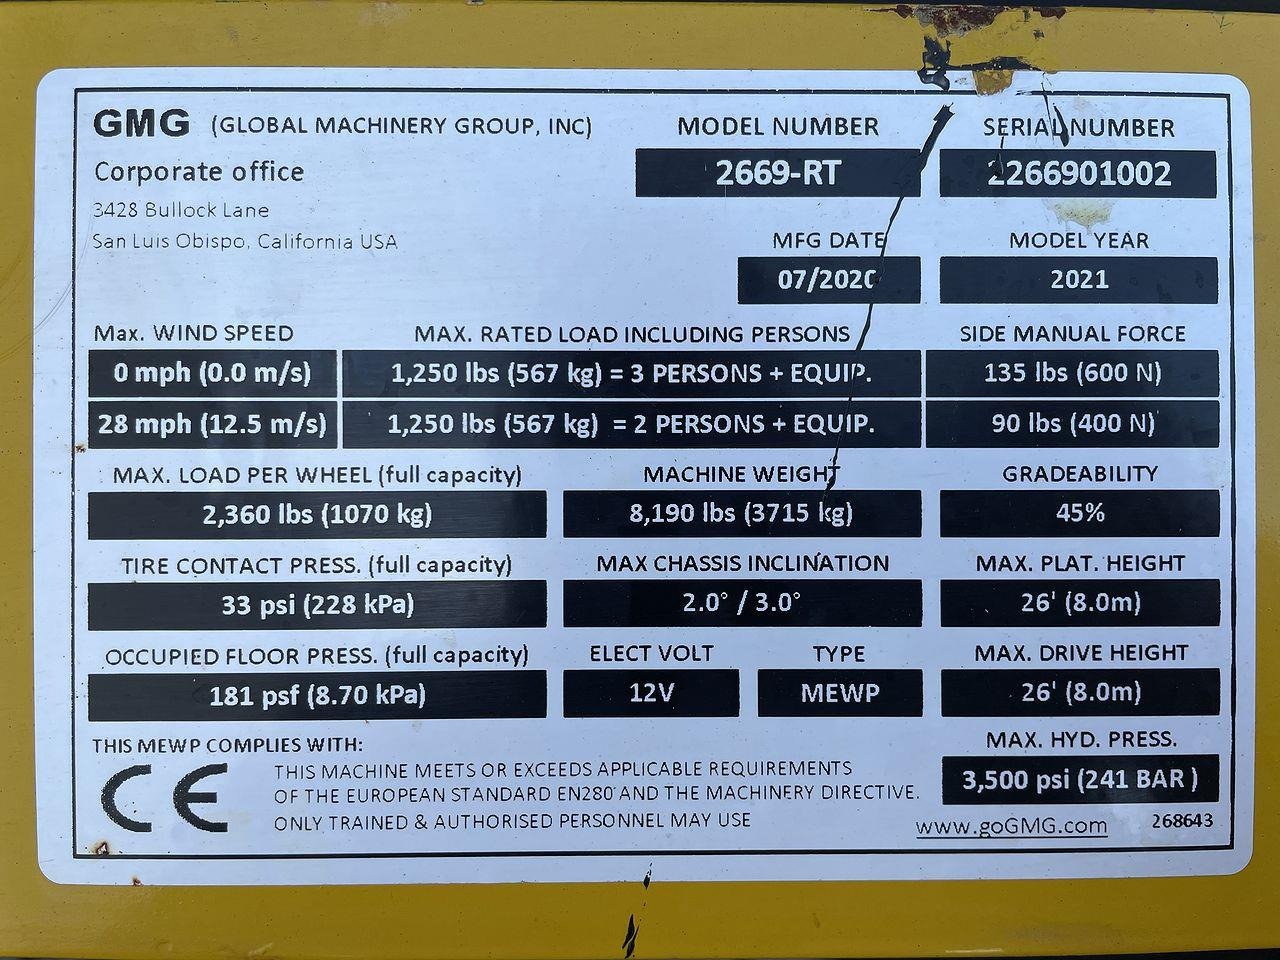 GMG (GLOBAL MACHINERY GROUP, INC)
Corporate office
3428 Bullock Lane
San Luis Obispo, California USA
MODEL NUMBER
2669-RT
SERIAL NUMBER
2266901002
MFG DATE
07/2020
MODEL YEAR
2021
Max. WIND SPEED
MAX. RATED LOAD INCLUDING PERSONS
SIDE MANUAL FORCE
0 mph (0.0 m/s)
1,250 lbs (567 kg) = 3 PERSONS + EQUIP.
135 lbs (600 N)
28 mph (12.5 m/s)
1,250 lbs (567 kg) = 2 PERSONS + EQUIP.
90 lbs (400 N)
MAX. LOAD PER WHEEL (full capacity)
MACHINE WEIGHT
GRADEABILITY
2,360 lbs (1070 kg)
8,190 lbs (3715 kg)
45%
TIRE CONTACT PRESS. (full capacity)
MAX CHASSIS INCLINATION
MAX. PLAT. HEIGHT
33 psi (228 kPa)
2.0° / 3.0°
26' (8.0m)
OCCUPIED FLOOR PRESS. (full capacity)
ELECT VOLT
TYPE
MAX. DRIVE HEIGHT
181 psf (8.70 kPa)
12V
MEWP
26' (8.0m)
THIS MEWP COMPLIES WITH:
MAX. HYD. PRESS.
3,500 psi (241 BAR )
CE
THIS MACHINE MEETS OR EXCEEDS APPLICABLE REQUIREMENTS
OF THE EUROPEAN STANDARD EN280 AND THE MACHINERY DIRECTIVE.
ONLY TRAINED & AUTHORISED PERSONNEL MAY USE
www.goGMG.com
268643